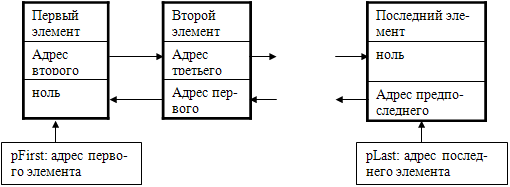 Первый
элемент
Адрес
второго
ноль
Второй
элемент
Адрес
третьего
Адрес пер-
вого
Последний эле-
мент
ноль
Адрес предпо-
следнего
pFirst: адрес перво-
го элемента
pLast: адрес послед-
него элемента